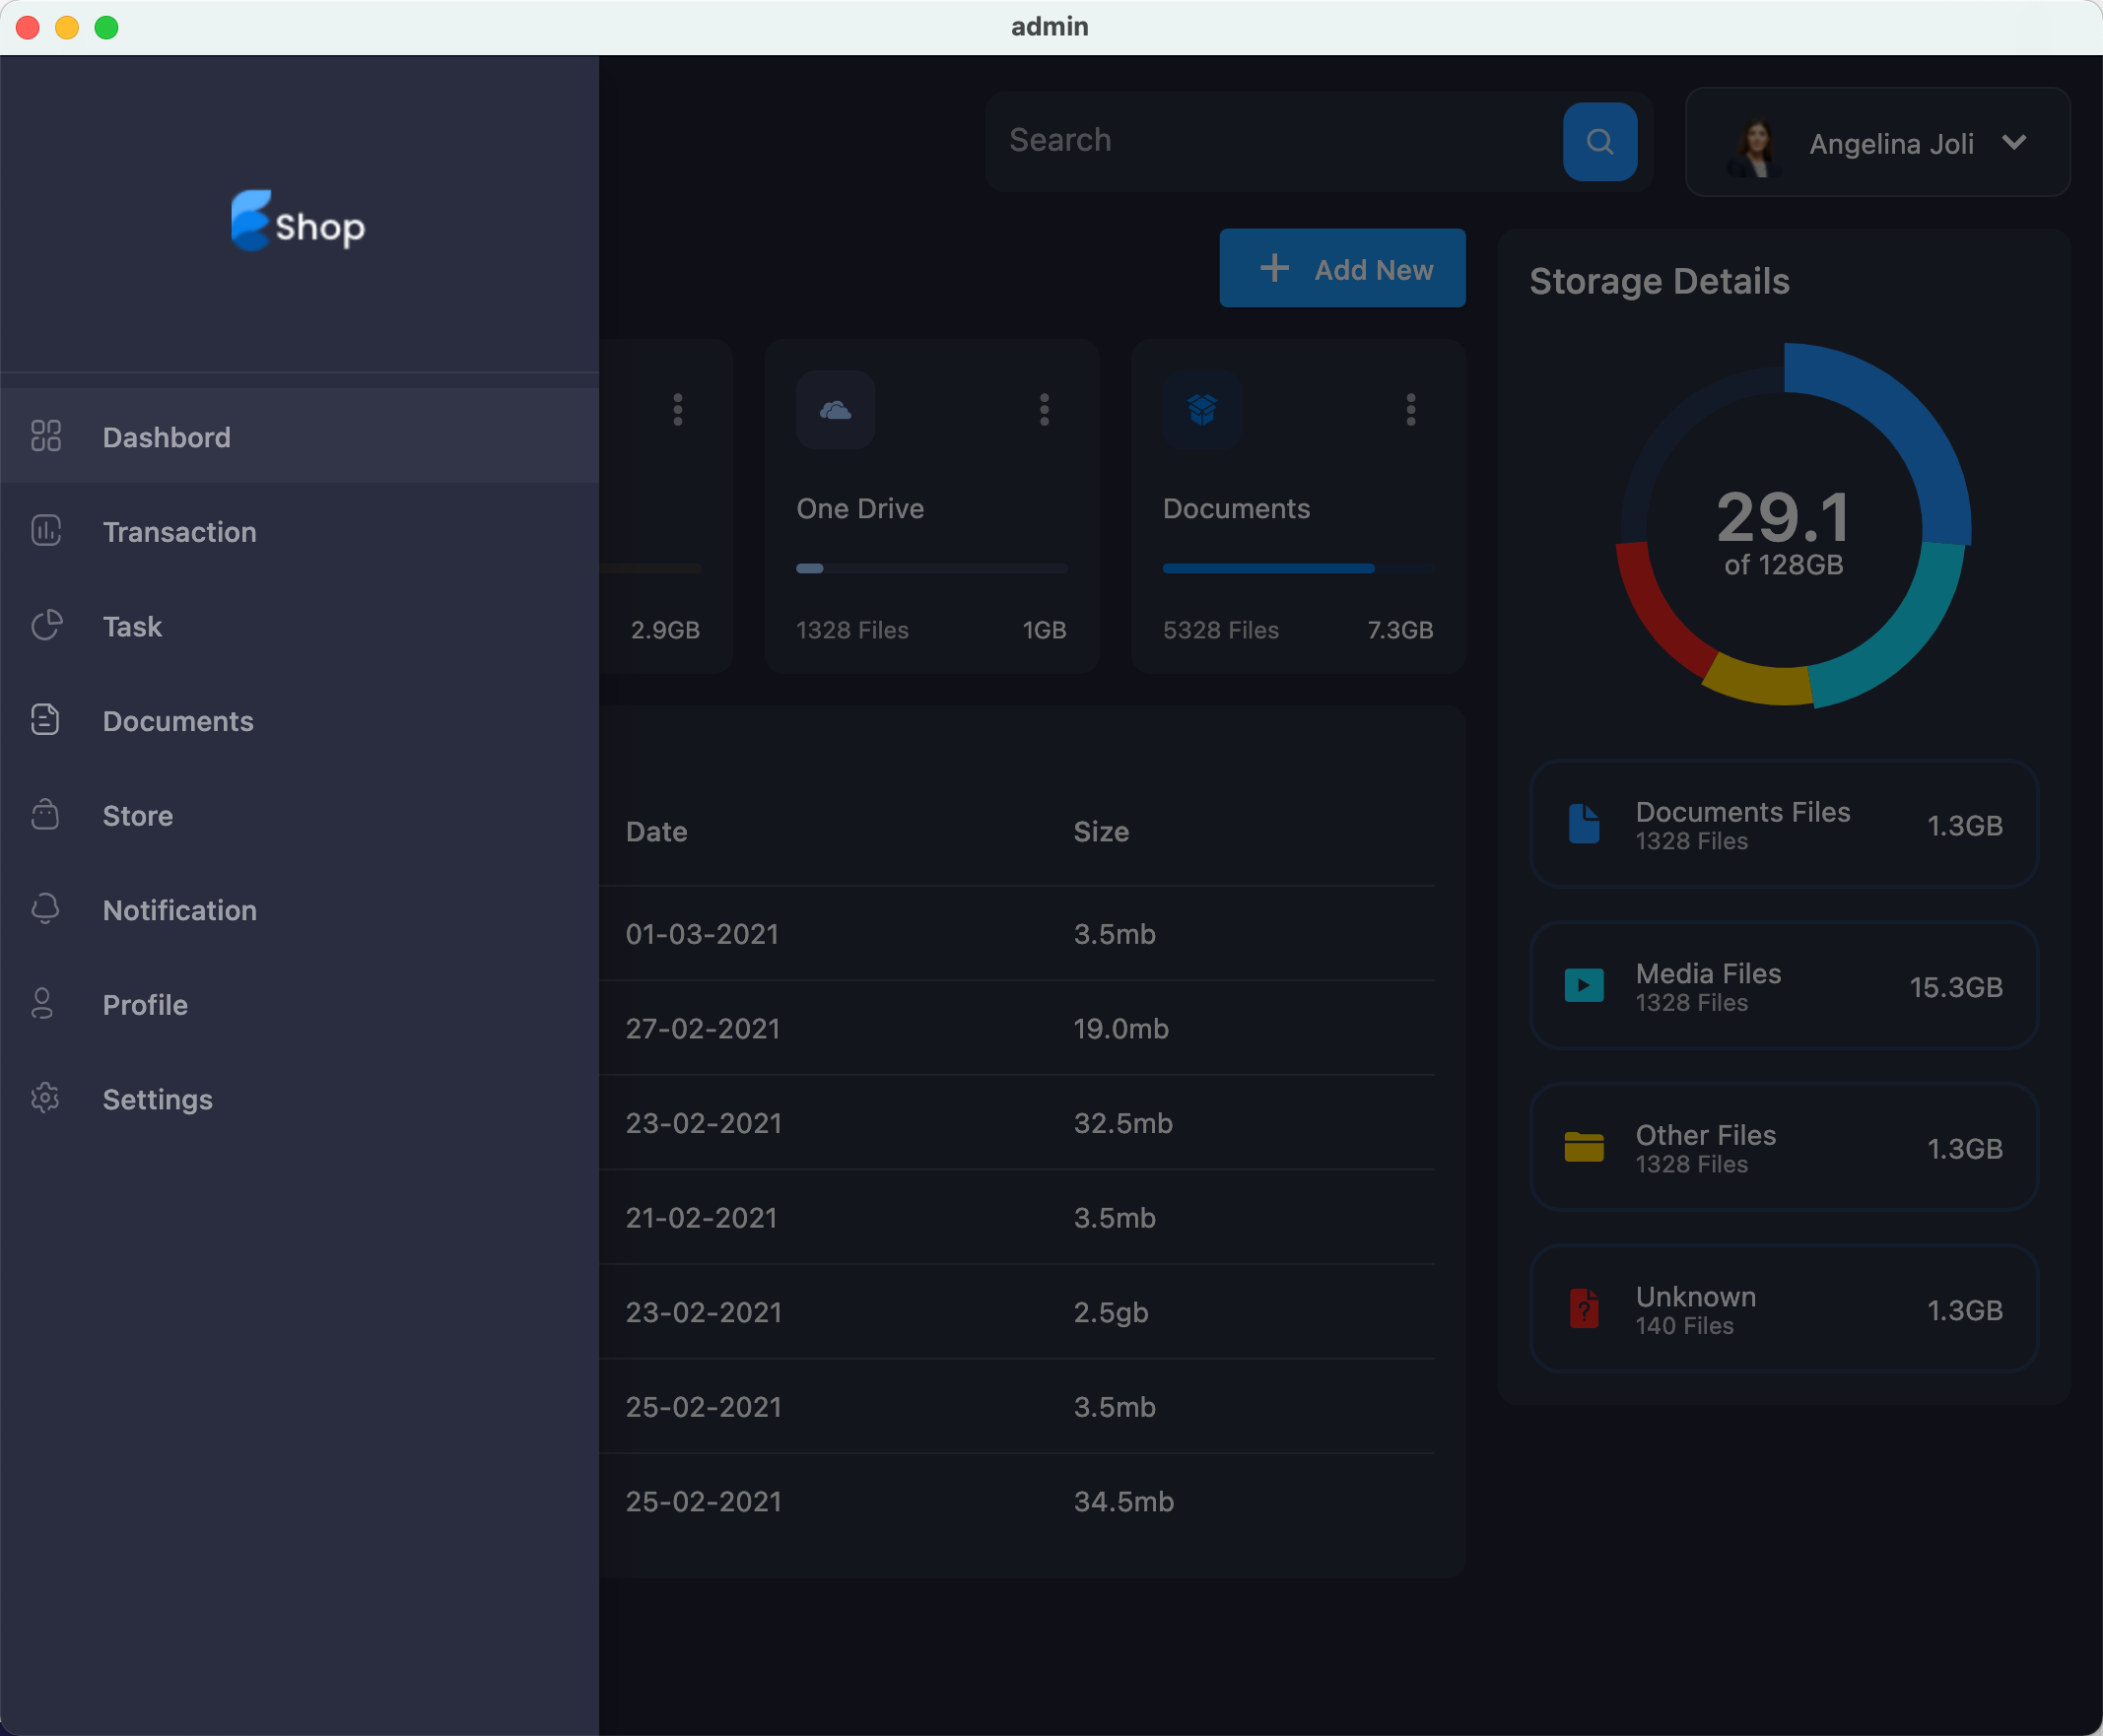 admin
Shop
Dashbord
Transaction
Task
Documents
Store
Notification
Profile
Settings
Search
Angelina Joli
Add New
2.9GB
One Drive
1328 Files 1GB
Documents
5328 Files 7.3GB
Date Size
01-03-2021 3.5mb
27-02-2021 19.0mb
23-02-2021 32.5mb
21-02-2021 3.5mb
23-02-2021 2.5gb
25-02-2021 3.5mb
25-02-2021 34.5mb
Storage Details
29.1
of 128GB
Documents Files
1328 Files
1.3GB
Media Files
1328 Files
15.3GB
Other Files
1328 Files
1.3GB
Unknown
140 Files
1.3GB